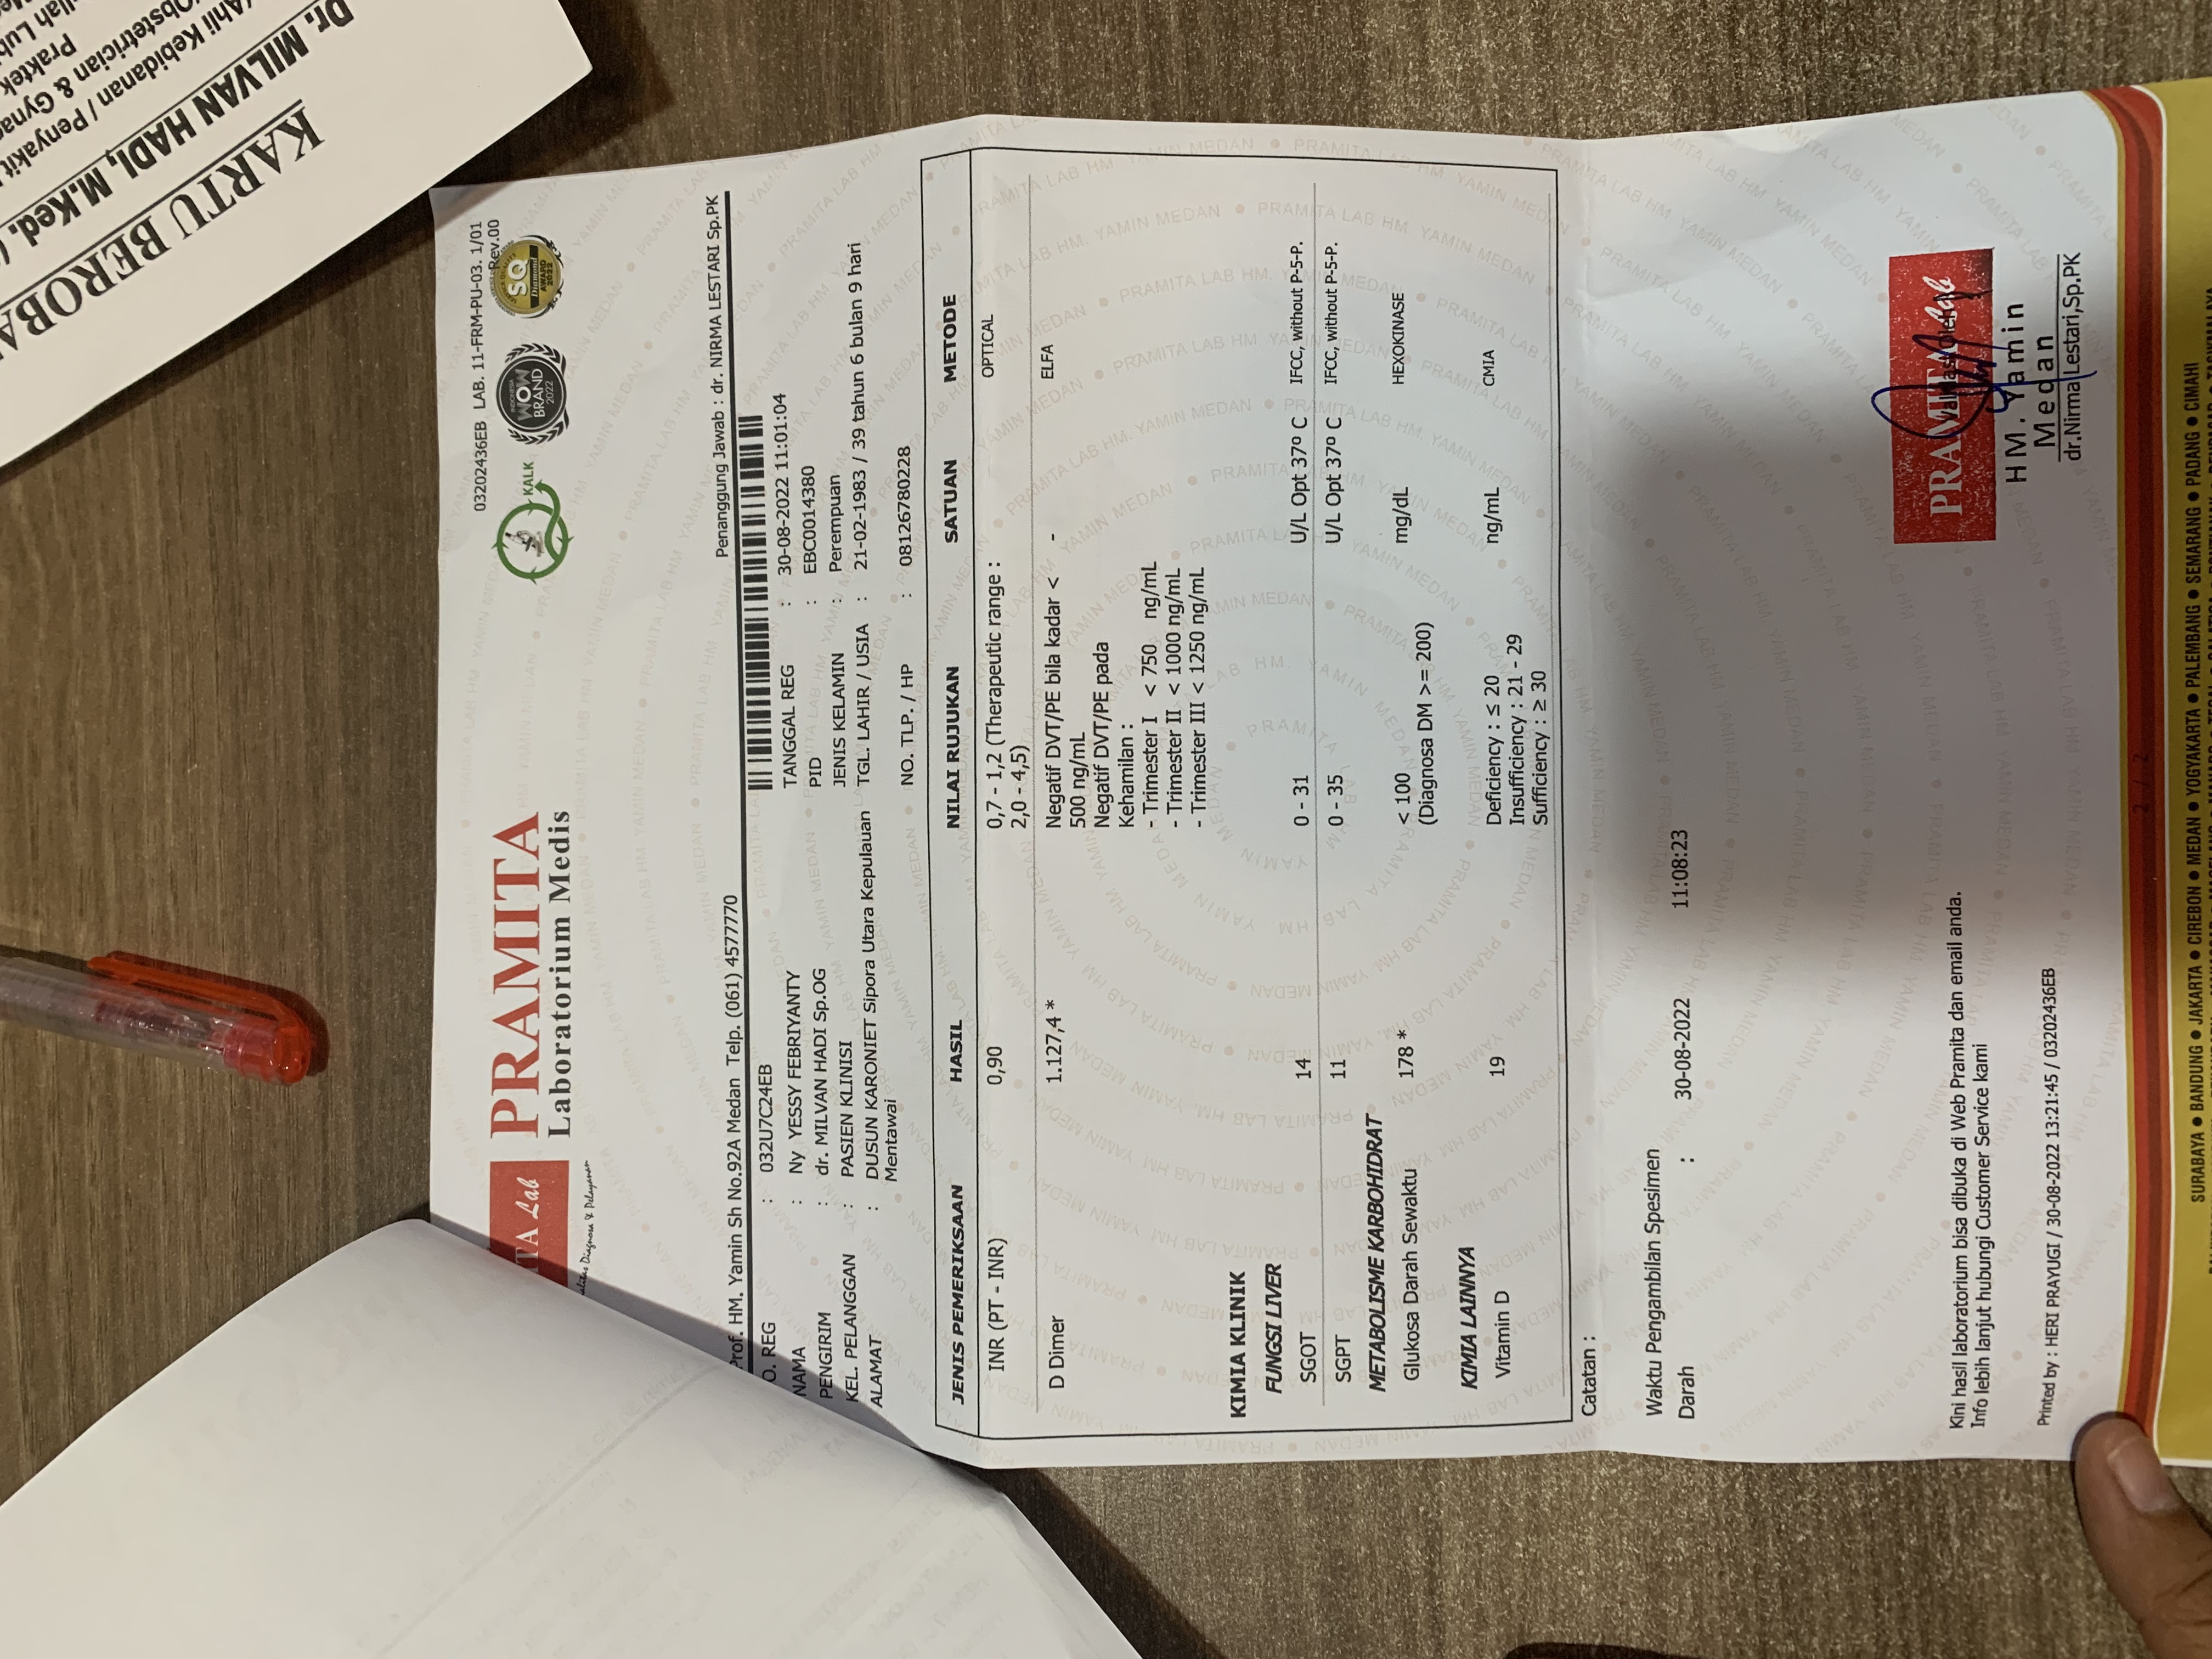 KARTU BEROBA
Dr. MILVAN HADI, M.Ked.
(Ahli Kebidanan / Penyakit
Obstetrician & Gyna
Praktek
TA Lab
PRAMITA
Laboratorium Medis
alitas Diagnosa & Pelayanan
03202436EB LAB. 11-FRM-PU-03. 1/01
Rev.00
KALK
INDONESIA
WOW
BRAND
2022
SQ
Diamond
AWARD
2022
Prof. HM. Yamin Sh No.92A Medan Telp. (061) 4577770
Penanggung Jawab : dr. NIRMA LESTARI Sp.PK
O. REG : 032U7C24EB
NAMA : Ny YESSY FEBRIYANTY
PENGIRIM : dr. MILVAN HADI Sp.OG
KEL. PELANGGAN : PASIEN KLINISI
ALAMAT : DUSUN KARONIET Sipora Utara Kepulauan
Mentawai
TANGGAL REG : 30-08-2022 11:01:04
PID : EBC0014380
JENIS KELAMIN : Perempuan
TGL. LAHIR / USIA : 21-02-1983 / 39 tahun 6 bulan 9 hari
NO. TLP. / HP : 08126780228
JENIS PEMERIKSAAN HASIL NILAI RUJUKAN SATUAN METODE
INR (PT - INR) 0,90 0,7 - 1,2 (Therapeutic range : OPTICAL
2,0 - 4,5)
D Dimer 1.127,4 * Negatif DVT/PE bila kadar < - ELFA
500 ng/mL
Negatif DVT/PE pada
Kehamilan :
- Trimester I < 750 ng/mL
- Trimester II < 1000 ng/mL
- Trimester III < 1250 ng/mL
KIMIA KLINIK
FUNGSI LIVER
SGOT 14 0 - 31 U/L Opt 37º C IFCC, without P-5-P.
SGPT 11 0 - 35 U/L Opt 37º C IFCC, without P-5-P.
METABOLISME KARBOHIDRAT
Glukosa Darah Sewaktu 178 * < 100 mg/dL HEXOKINASE
(Diagnosa DM >= 200)
KIMIA LAINNYA
Vitamin D 19 Deficiency : ≤ 20 ng/mL CMIA
Insufficiency : 21 - 29
Sufficiency : ≥ 30
Catatan :
Waktu Pengambilan Spesimen
Darah : 30-08-2022 11:08:23
Kini hasil laboratorium bisa dibuka di Web Pramita dan email anda.
Info lebih lanjut hubungi Customer Service kami
PRAMITA Lab
HM. Yamin
Medan
dr.Nirma Lestari,Sp.PK
Printed by : HERI PRAYUGI / 30-08-2022 13:21:45 / 03202436EB
2 / 2
SURABAYA ● BANDUNG ● JAKARTA ● CIREBON ● MEDAN ● YOGYAKARTA ● PALEMBANG ● SEMARANG ● PADANG ● CIMAHI